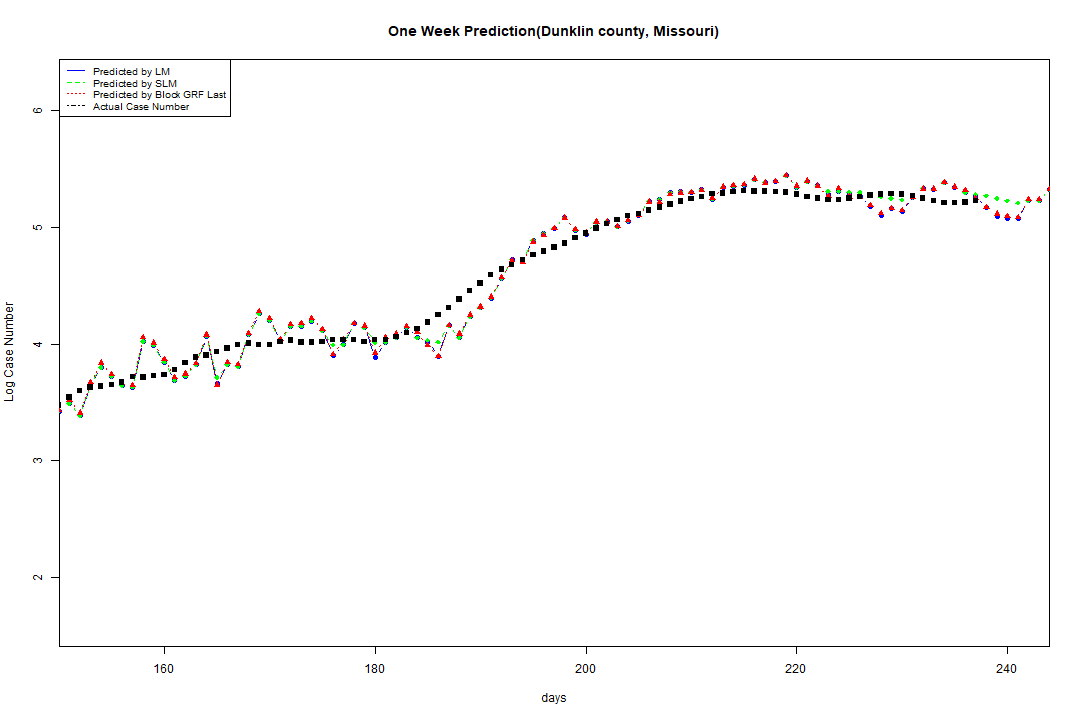 One Week Prediction(Dunklin county, Missouri)
Predicted by LM
Predicted by SLM
Predicted by Block GRF Last
Actual Case Number
6
5
4
3
2
Log Case Number
160 180 200 220 240
days